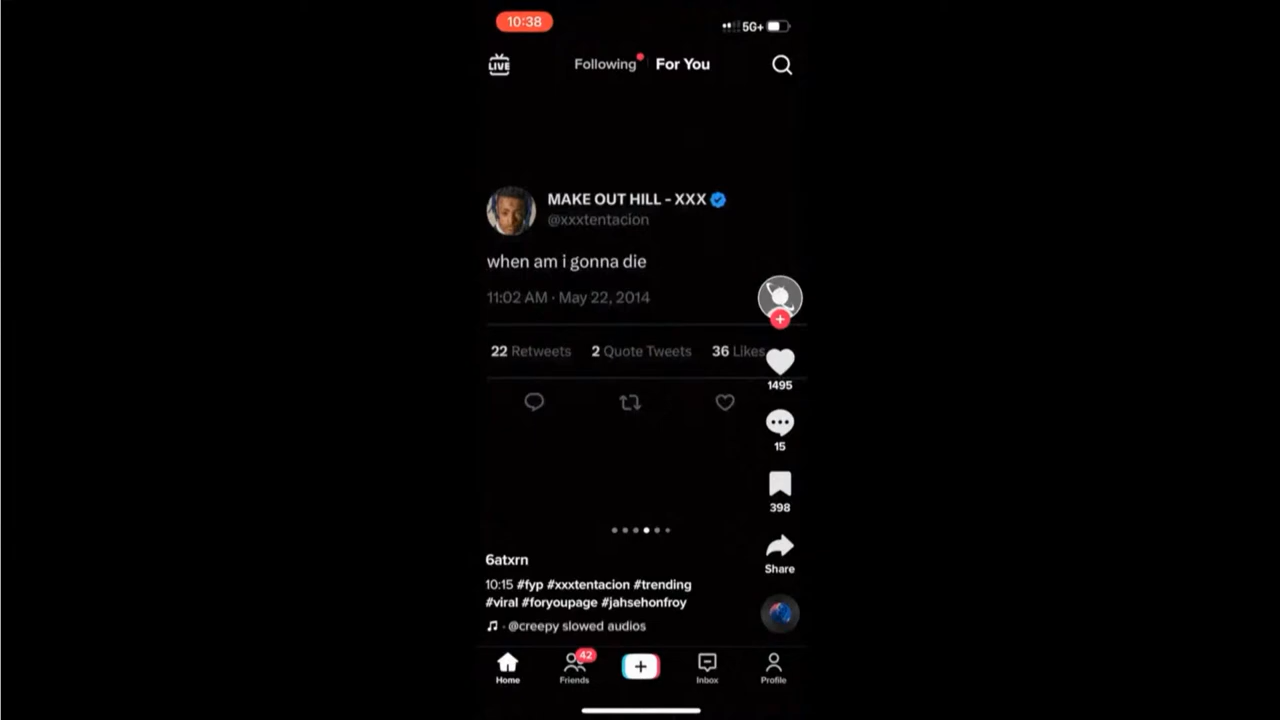 10:38 5G+
LIVE Following For You
MAKE OUT HILL - XXX
@xxxtentacion
when am i gonna die
11:02 AM · May 22, 2014
22 Retweets 2 Quote Tweets 36 Likes
1495
15
398
Share
6atxrn
10:15 #fyp #xxxtentacion #trending
#viral #foryoupage #jahsehonfroy
· @creepy slowed audios
42
Home Friends Inbox Profile